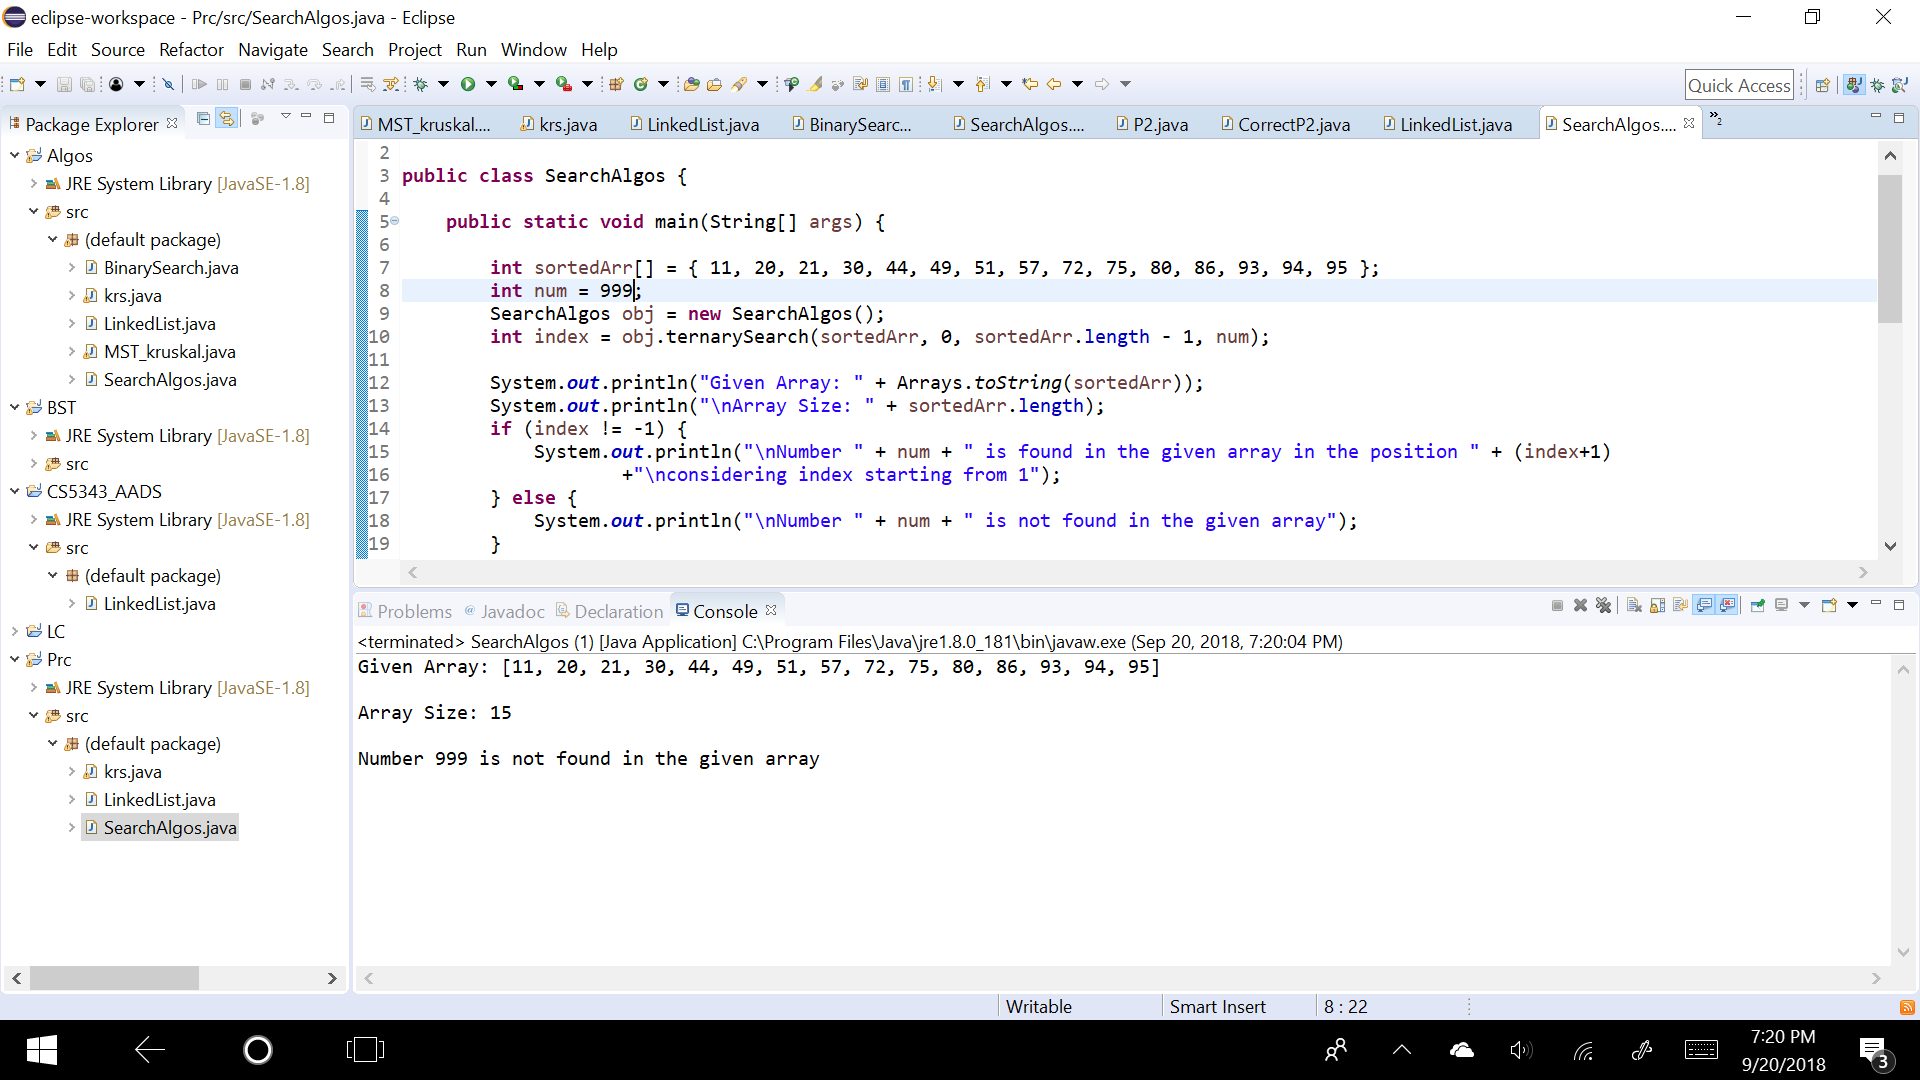 eclipse-workspace - Prc/src/SearchAlgos.java - Eclipse
File Edit Source Refactor Navigate Search Project Run Window Help
Quick Access
Package Explorer
MST_kruskal.... krs.java LinkedList.java BinarySearc... SearchAlgos.... P2.java CorrectP2.java LinkedList.java SearchAlgos.... »2
Algos
JRE System Library [JavaSE-1.8]
src
(default package)
BinarySearch.java
krs.java
LinkedList.java
MST_kruskal.java
SearchAlgos.java
BST
JRE System Library [JavaSE-1.8]
src
CS5343_AADS
JRE System Library [JavaSE-1.8]
src
(default package)
LinkedList.java
LC
Prc
JRE System Library [JavaSE-1.8]
src
(default package)
krs.java
LinkedList.java
SearchAlgos.java
2
3 public class SearchAlgos {
4
5 public static void main(String[] args) {
6
7 int sortedArr[] = { 11, 20, 21, 30, 44, 49, 51, 57, 72, 75, 80, 86, 93, 94, 95 };
8 int num = 999;
9 SearchAlgos obj = new SearchAlgos();
10 int index = obj.ternarySearch(sortedArr, 0, sortedArr.length - 1, num);
11
12 System.out.println("Given Array: " + Arrays.toString(sortedArr));
13 System.out.println("\nArray Size: " + sortedArr.length);
14 if (index != -1) {
15 System.out.println("\nNumber " + num + " is found in the given array in the position " + (index+1)
16 +"\nconsidering index starting from 1");
17 } else {
18 System.out.println("\nNumber " + num + " is not found in the given array");
19 }
Problems Javadoc Declaration Console
<terminated> SearchAlgos (1) [Java Application] C:\Program Files\Java\jre1.8.0_181\bin\javaw.exe (Sep 20, 2018, 7:20:04 PM)
Given Array: [11, 20, 21, 30, 44, 49, 51, 57, 72, 75, 80, 86, 93, 94, 95]
Array Size: 15
Number 999 is not found in the given array
Writable Smart Insert 8 : 22
7:20 PM
9/20/2018
3